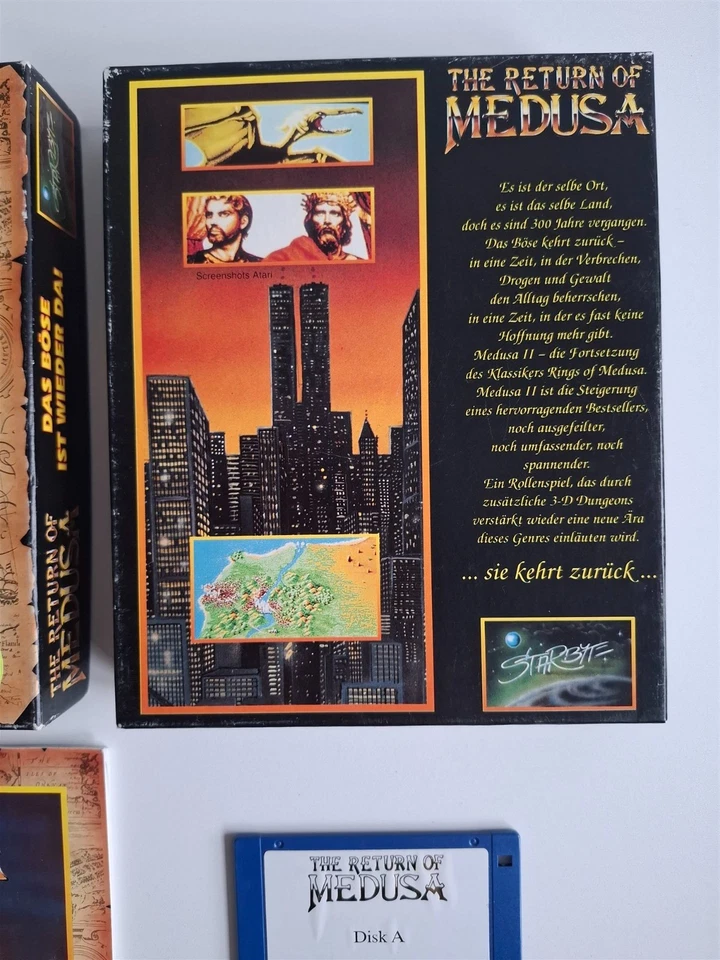 STARBYTE
DAS BÖSE
IST WIEDER DA!
THE RETURN OF
MEDUSA
THE RETURN OF
MEDUSA
Screenshots Atari
Es ist der selbe Ort,
es ist das selbe Land,
doch es sind 300 Jahre vergangen.
Das Böse kehrt zurück –
in eine Zeit, in der Verbrechen,
Drogen und Gewalt
den Alltag beherrschen,
in eine Zeit, in der es fast keine
Hoffnung mehr gibt.
Medusa II – die Fortsetzung
des Klassikers Rings of Medusa.
Medusa II ist die Steigerung
eines hervorragenden Bestsellers,
noch ausgefeilter,
noch umfassender, noch
spannender.
Ein Rollenspiel, das durch
zusätzliche 3-D Dungeons
verstärkt wieder eine neue Ära
dieses Genres einläuten wird.
... sie kehrt zurück ...
STARBYTE
THE RETURN OF
MEDUSA
Disk A